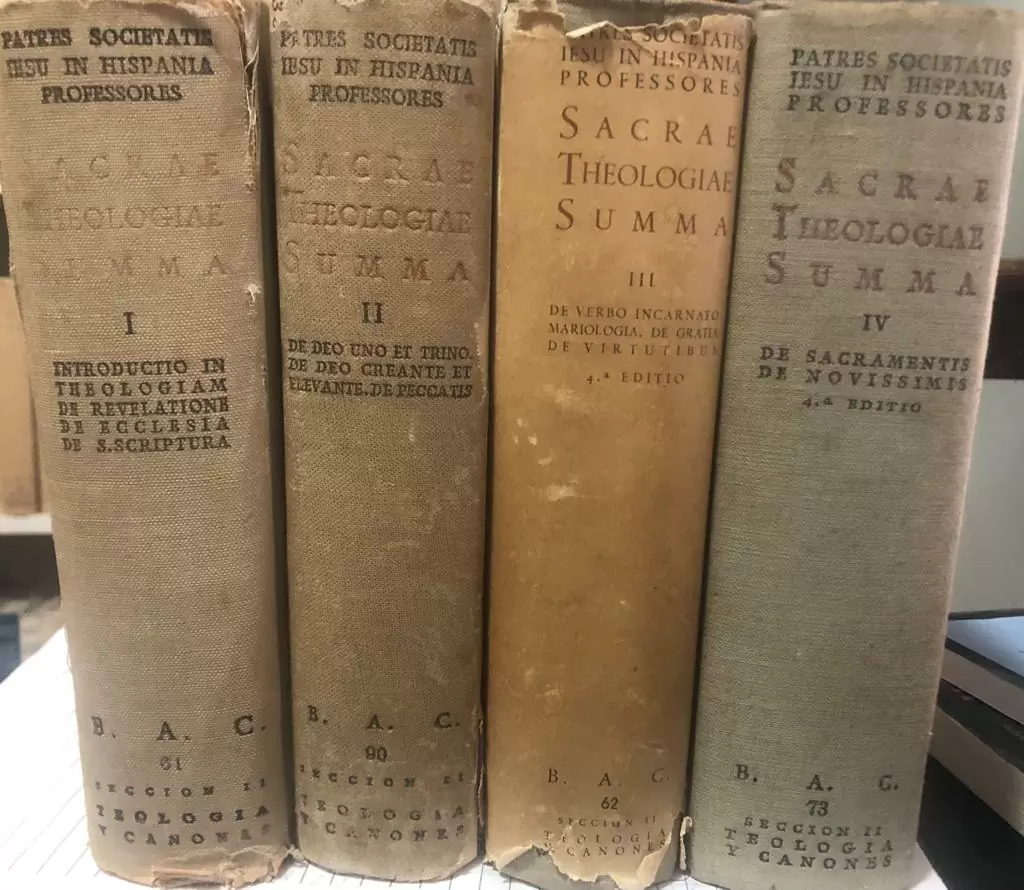 PATRES SOCIETATIS
IESU IN HISPANIA
PROFESSORES
SACRAE
THEOLOGIAE
SUMMA
I
INTRODUCTIO IN
THEOLOGIAM
DE REVELATIONE
DE ECCLESIA
DE S.SCRIPTURA
B. A. C.
61
SECCION II
TEOLOGIA
Y CANONES
PATRES SOCIETATIS
IESU IN HISPANIA
PROFESSORES
SACRAE
THEOLOGIAE
SUMMA
II
DE DEO UNO ET TRINO.
DE DEO CREANTE ET
ELEVANTE. DE PECCATIS
B. A. C.
90
SECCION II
TEOLOGIA
Y CANONES
PATRES SOCIETATIS
IESU IN HISPANIA
PROFESSORES
SACRAE
THEOLOGIAE
SUMMA
III
DE VERBO INCARNATO
MARIOLOGIA. DE GRATIA
DE VIRTUTIBUS
4.ª EDITIO
B. A. C.
62
SECCION II
TEOLOGIA
Y CANONES
PATRES SOCIETATIS
IESU IN HISPANIA
PROFESSORES
SACRAE
THEOLOGIAE
SUMMA
IV
DE SACRAMENTIS
DE NOVISSIMIS
4.ª EDITIO
B. A. C.
73
SECCION II
TEOLOGIA
Y CANONES